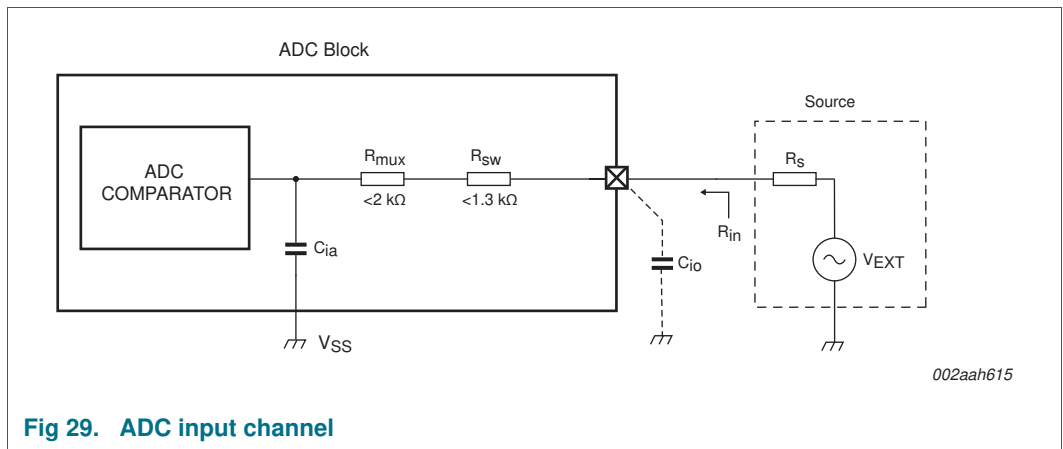 ADC Block
Source
ADC
COMPARATOR
Rmux
<2 kΩ
Rsw
<1.3 kΩ
Rs
Rin
Cia
Cio
VEXT
VSS
002aah615
Fig 29. ADC input channel